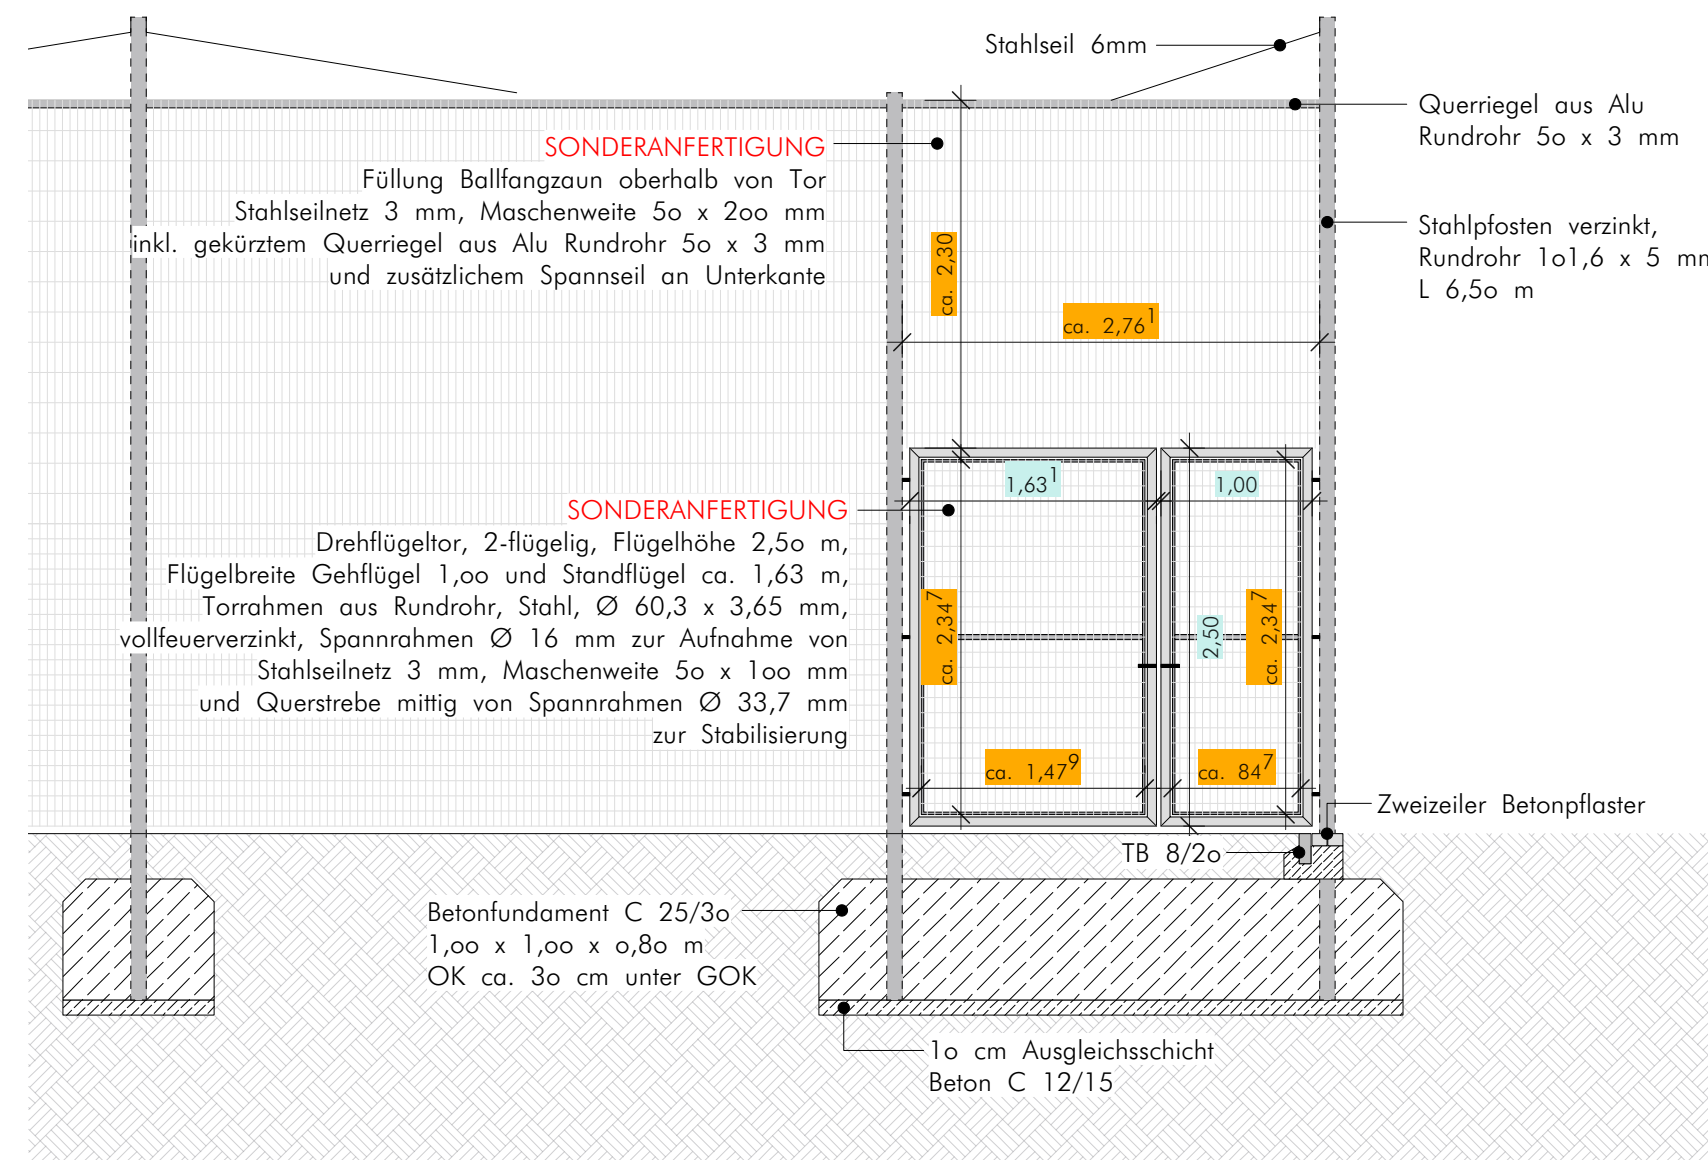 Stahlseil 6mm
Querriegel aus Alu
Rundrohr 5o x 3 mm
SONDERANFERTIGUNG
Füllung Ballfangzaun oberhalb von Tor
Stahlseilnetz 3 mm, Maschenweite 5o x 2oo mm
inkl. gekürztem Querriegel aus Alu Rundrohr 5o x 3 mm
und zusätzlichem Spannseil an Unterkante
Stahlpfosten verzinkt,
Rundrohr 1o1,6 x 5 mm
L 6,5o m
ca. 2,30
ca. 2,76¹
1,63¹
1,00
SONDERANFERTIGUNG
Drehflügeltor, 2-flügelig, Flügelhöhe 2,5o m,
Flügelbreite Gehflügel 1,oo und Standflügel ca. 1,63 m,
Torrahmen aus Rundrohr, Stahl, Ø 60,3 x 3,65 mm,
vollfeuerverzinkt, Spannrahmen Ø 16 mm zur Aufnahme von
Stahlseilnetz 3 mm, Maschenweite 5o x 1oo mm
und Querstrebe mittig von Spannrahmen Ø 33,7 mm
zur Stabilisierung
ca. 2,34⁷
2,50
ca. 2,34⁷
ca. 1,47⁹
ca. 84⁷
Zweizeiler Betonpflaster
TB 8/2o
Betonfundament C 25/3o
1,oo x 1,oo x o,8o m
OK ca. 3o cm unter GOK
1o cm Ausgleichsschicht
Beton C 12/15